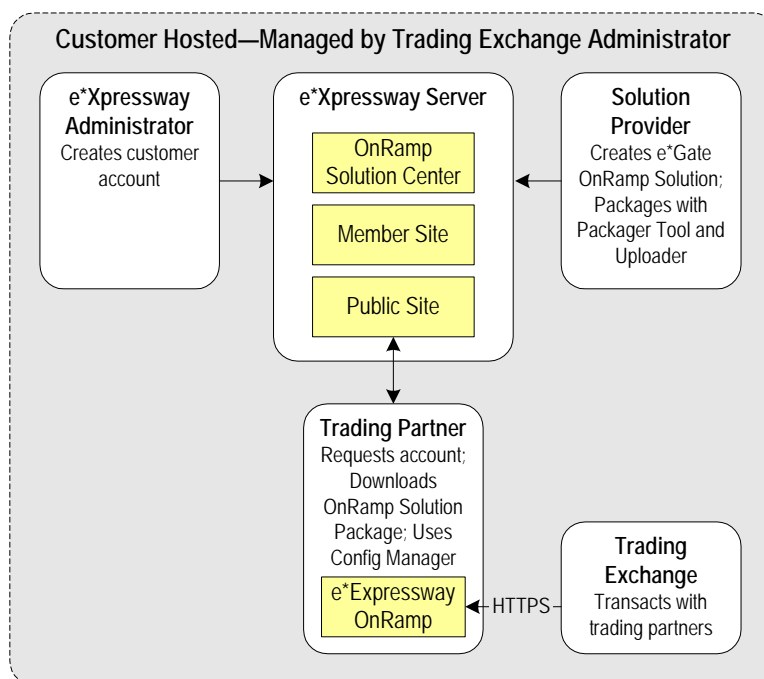 Customer Hosted—Managed by Trading Exchange Administrator
e*Xpressway
Administrator
Creates customer
account
e*Xpressway Server
OnRamp
Solution Center
Member Site
Public Site
Solution
Provider
Creates e*Gate
OnRamp Solution;
Packages with
Packager Tool and
Uploader
Trading Partner
Requests account;
Downloads
OnRamp Solution
Package; Uses
Config Manager
e*Expressway
OnRamp
HTTPS
Trading
Exchange
Transacts with
trading partners